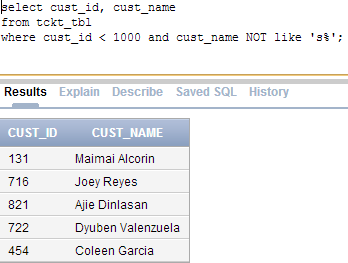 select cust_id, cust_name
from tckt_tbl
where cust_id < 1000 and cust_name NOT like 's%';
Results Explain Describe Saved SQL History
CUST_ID CUST_NAME
131 Maimai Alcorin
716 Joey Reyes
821 Ajie Dinlasan
722 Dyuben Valenzuela
454 Coleen Garcia